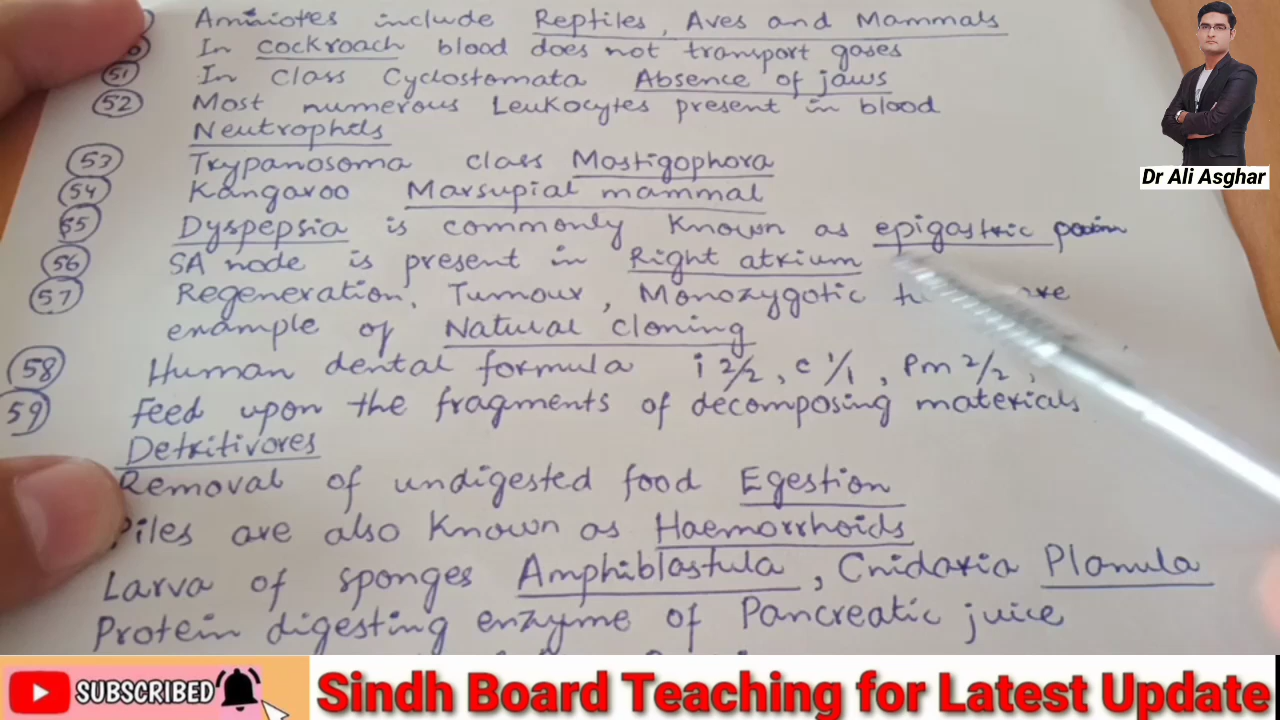 Amniotes include Reptiles, Aves and Mammals
In cockroach blood does not transport gases
51 In Class Cyclostomata Absence of jaws
52 Most numerous Leukocytes present in blood
Neutrophils
53 Trypanosoma class Mastigophora
54 Kangaroo Marsupial mammal
55 Dyspepsia is commonly known as epigastric pain
56 SA node is present in Right atrium
57 Regeneration, Tumour, Monozygotic
example of Natural cloning
58 Human dental formula i 2/2, c 1/1, Pm 2/2,
59 Feed upon the fragments of decomposing materials
Detritivores
Removal of undigested food Egestion
Piles are also known as Haemorrhoids
Larva of sponges Amphiblastula, Cnidaria Planula
Protein digesting enzyme of Pancreatic juice
Dr Ali Asghar
SUBSCRIBED
Sindh Board Teaching for Latest Update